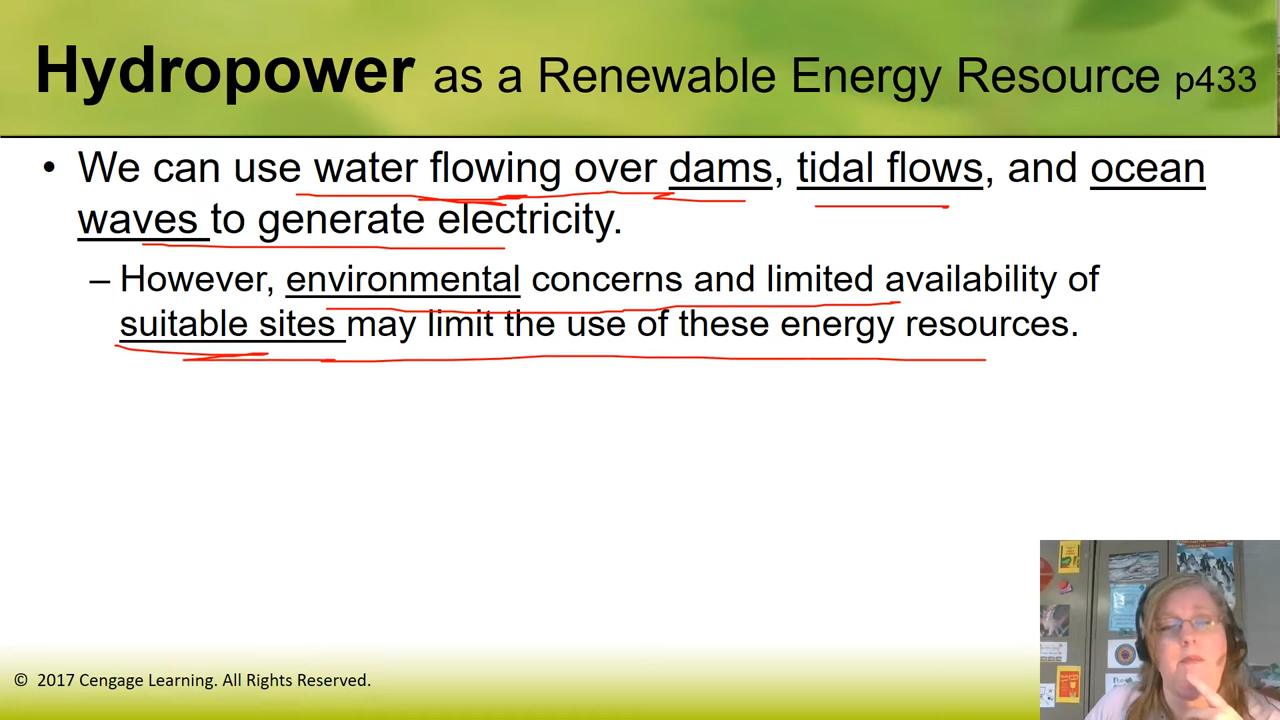 Hydropower as a Renewable Energy Resource p433
• We can use water flowing over dams, tidal flows, and ocean
waves to generate electricity.
– However, environmental concerns and limited availability of
suitable sites may limit the use of these energy resources.
© 2017 Cengage Learning. All Rights Reserved.